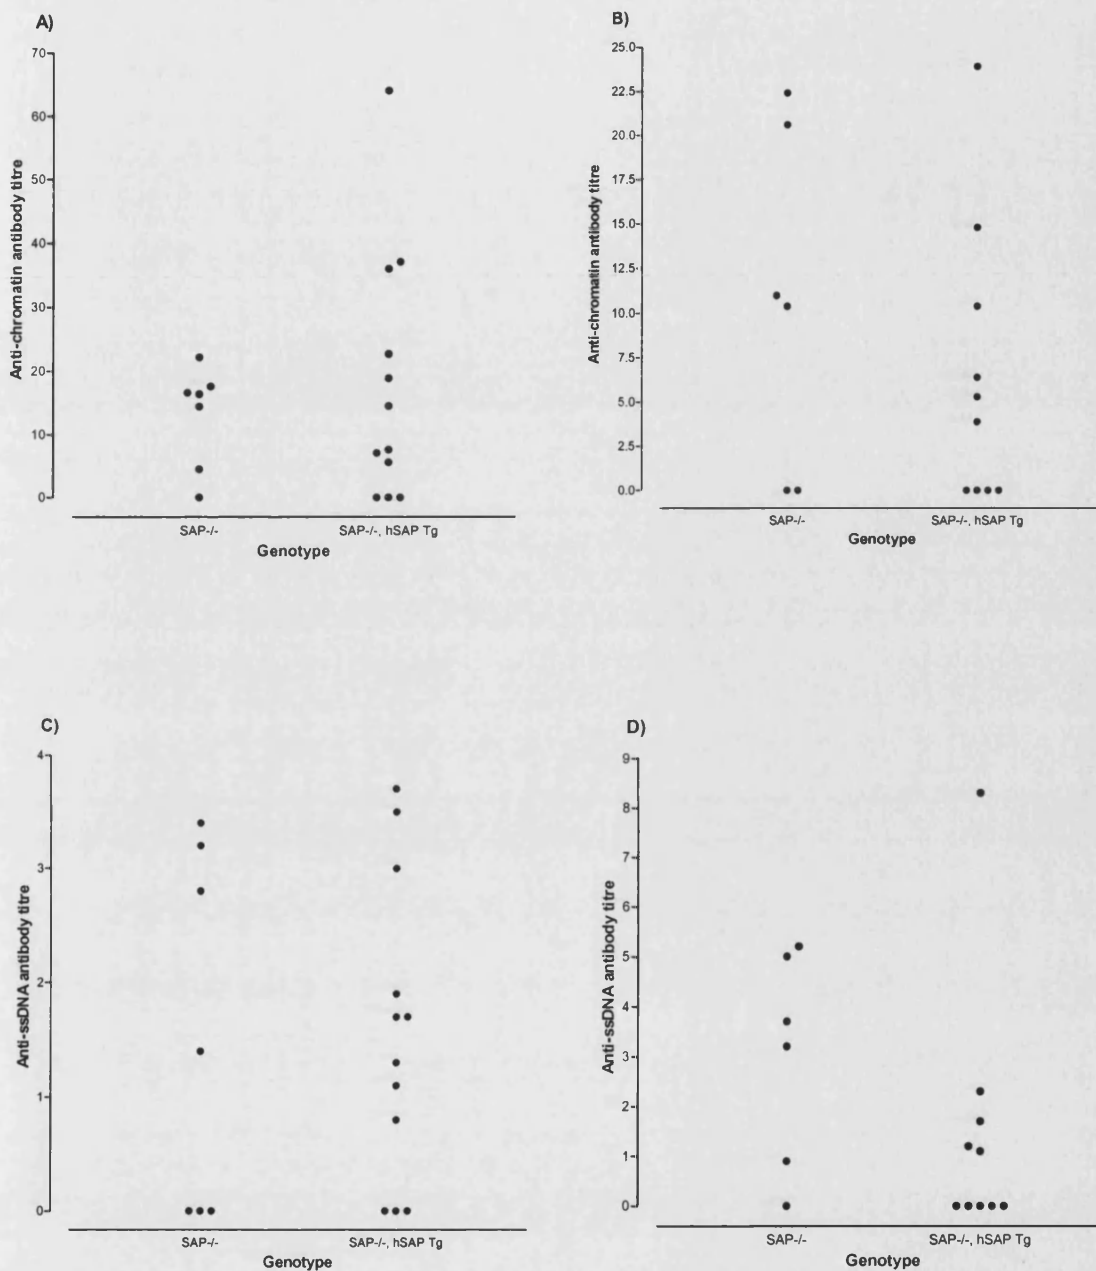 A)
70
60
50
40
30
20
10
0
Anti-chromatin antibody titre
SAP-/-
SAP-/-, hSAP Tg
Genotype
B)
25.0
22.5
20.0
17.5
15.0
12.5
10.0
7.5
5.0
2.5
0.0
Anti-chromatin antibody titre
SAP-/-
SAP-/-, hSAP Tg
Genotype
C)
4
3
2
1
0
Anti-ssDNA antibody titre
SAP-/-
SAP-/-, hSAP Tg
Genotype
D)
9
8
7
6
5
4
3
2
1
0
Anti-ssDNA antibody titre
SAP-/-
SAP-/-, hSAP Tg
Genotype